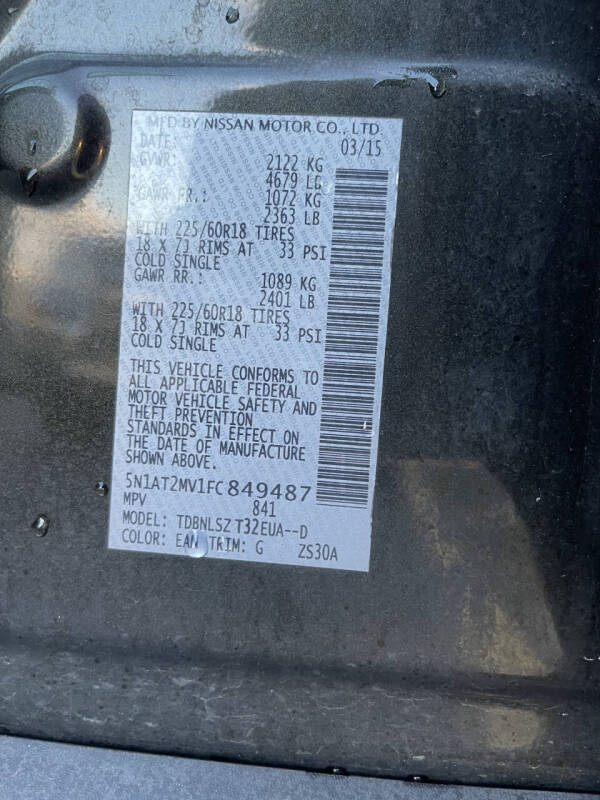 MFD BY NISSAN MOTOR CO., LTD.
DATE: 03/15
GVWR: 2122 KG
4679 LB
GAWR FR.: 1072 KG
2363 LB
WITH 225/60R18 TIRES
18 X 7J RIMS AT 33 PSI
COLD SINGLE
GAWR RR.: 1089 KG
2401 LB
WITH 225/60R18 TIRES
18 X 7J RIMS AT 33 PSI
COLD SINGLE
THIS VEHICLE CONFORMS TO
ALL APPLICABLE FEDERAL
MOTOR VEHICLE SAFETY AND
THEFT PREVENTION
STANDARDS IN EFFECT ON
THE DATE OF MANUFACTURE
SHOWN ABOVE.
5N1AT2MV1FC849487
MPV 841
MODEL: TDBNLSZ T32EUA--D
COLOR: EAN TRIM: G ZS30A